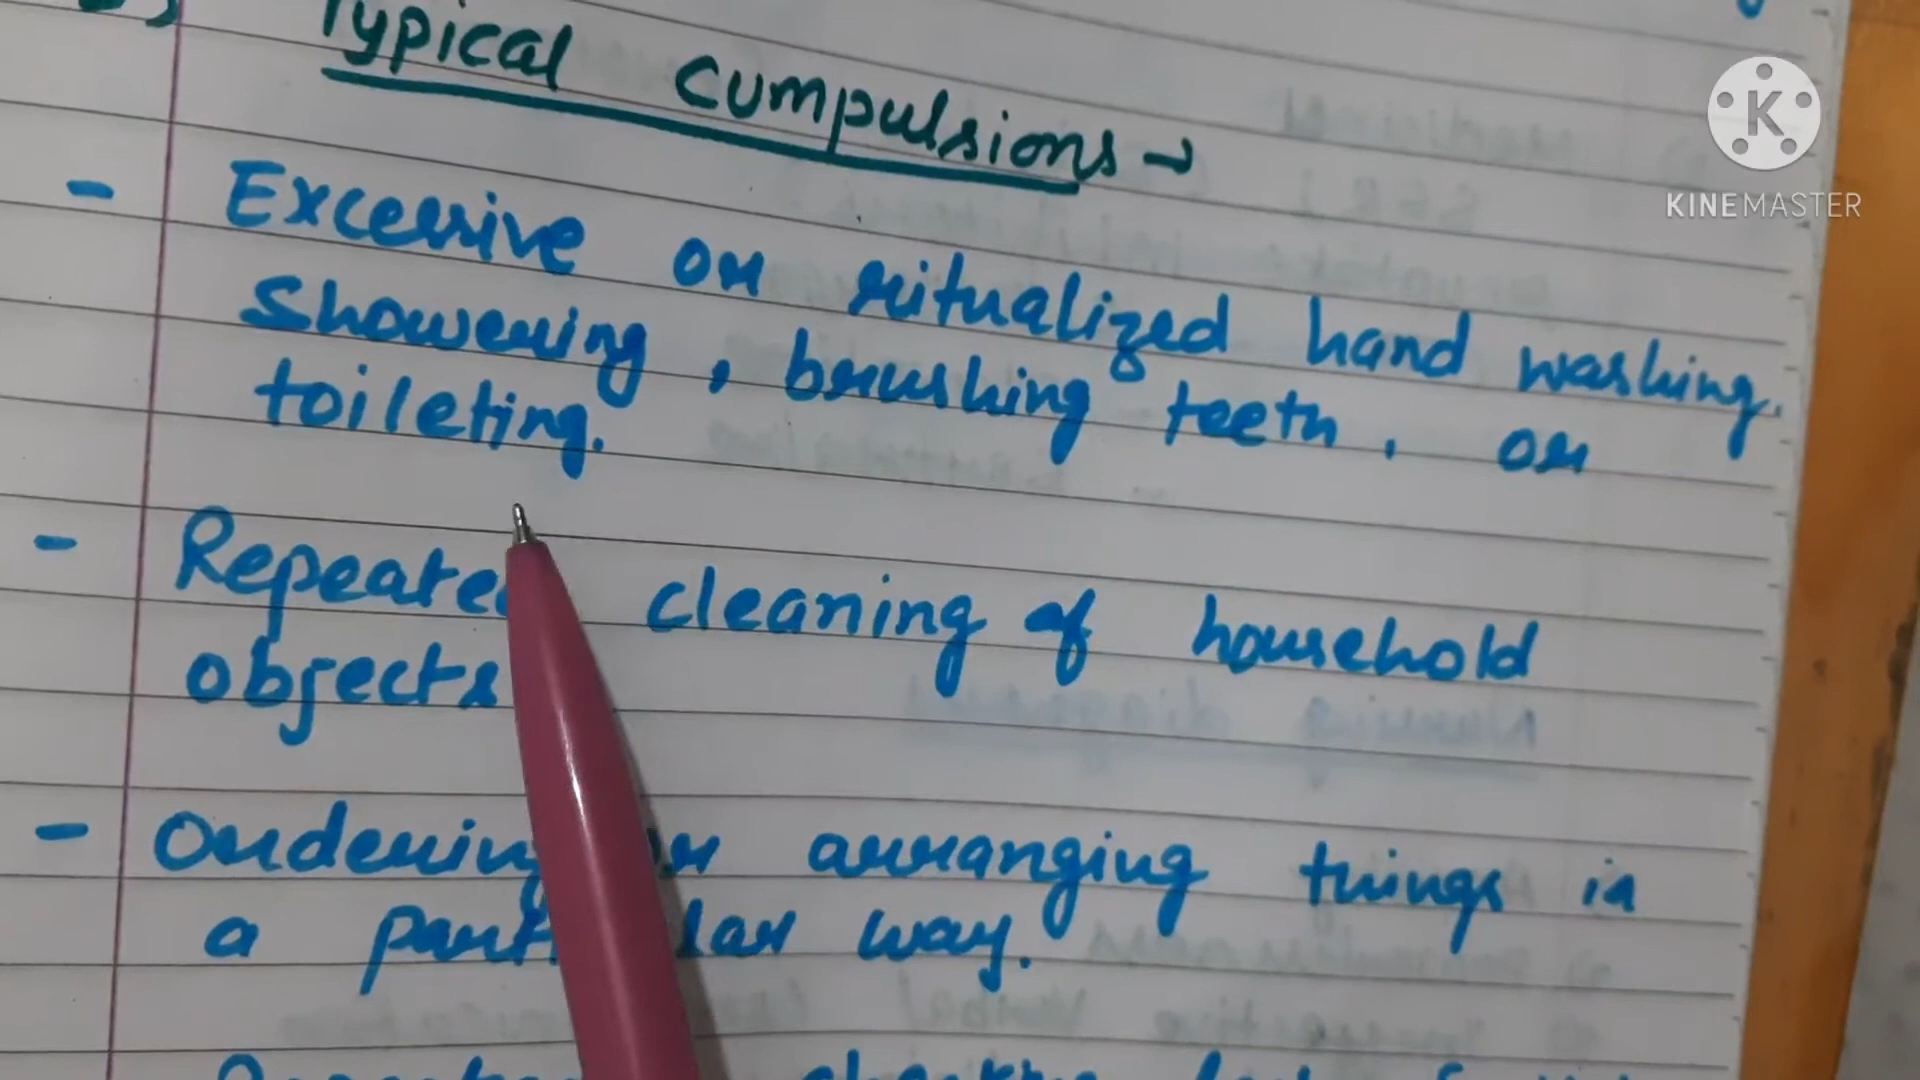 Typical Cumpulsions →
- Excessive or ritualized hand washing.
showering, brushing teeth, or
toileting.
- Repeated cleaning of household
objects
- Ordering or arranging things in
a particular way.
checking
K
KINEMASTER